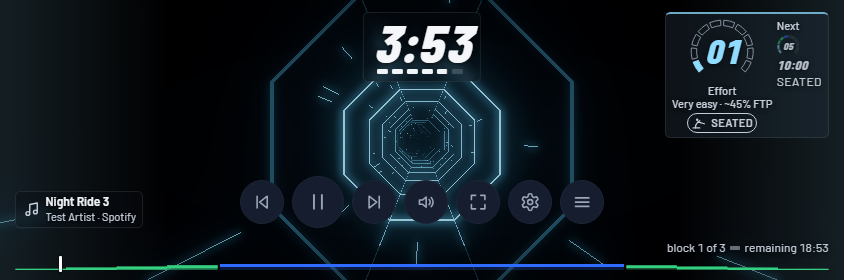 3:53
01
Effort
Very easy · ~45% FTP
SEATED
Next
05
10:00
SEATED
Night Ride 3
Test Artist · Spotify
block 1 of 3
remaining 18:53